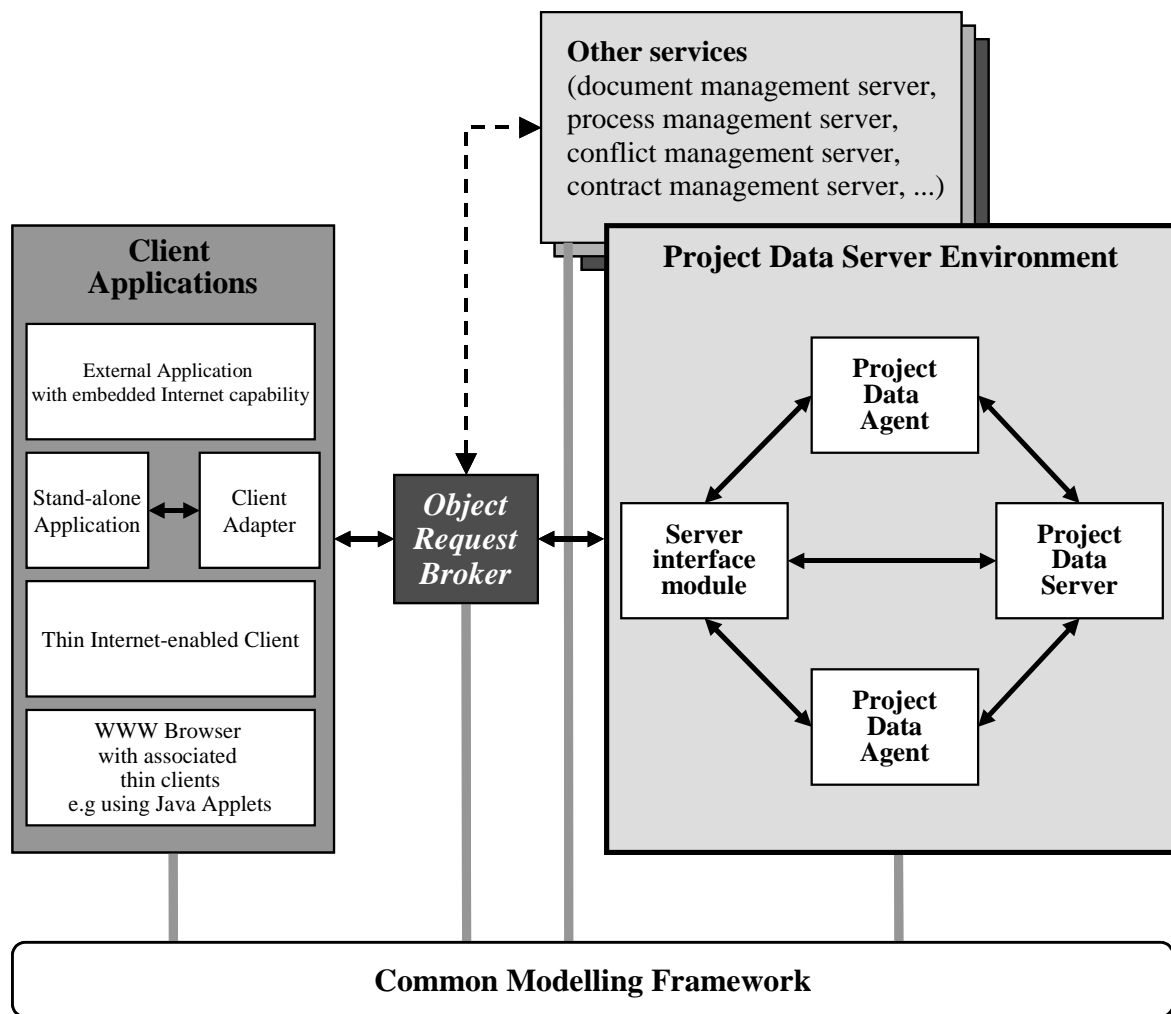 Other services
(document management server,
process management server,
conflict management server,
contract management server, ...)
Client
Applications
External Application
with embedded Internet capability
Stand-alone
Application
Client
Adapter
Thin Internet-enabled Client
WWW Browser
with associated
thin clients
e.g using Java Applets
Object
Request
Broker
Project Data Server Environment
Project
Data
Agent
Server
interface
module
Project
Data
Server
Project
Data
Agent
Common Modelling Framework